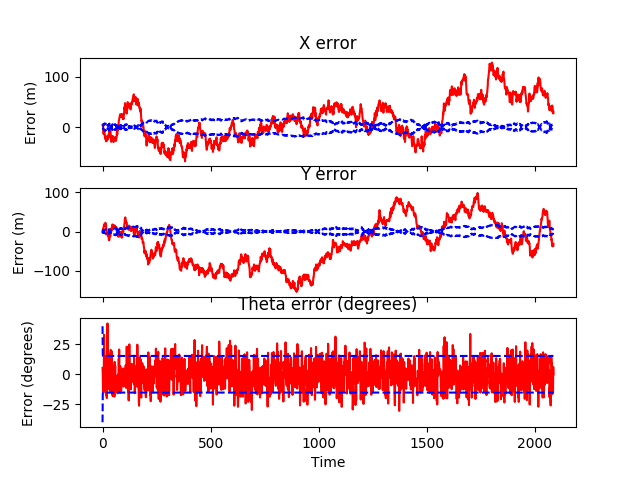 X error
Error (m)
100
0
Y error
Error (m)
100
0
−100
Theta error (degrees)
Error (degrees)
25
0
−25
0
500
1000
1500
2000
Time